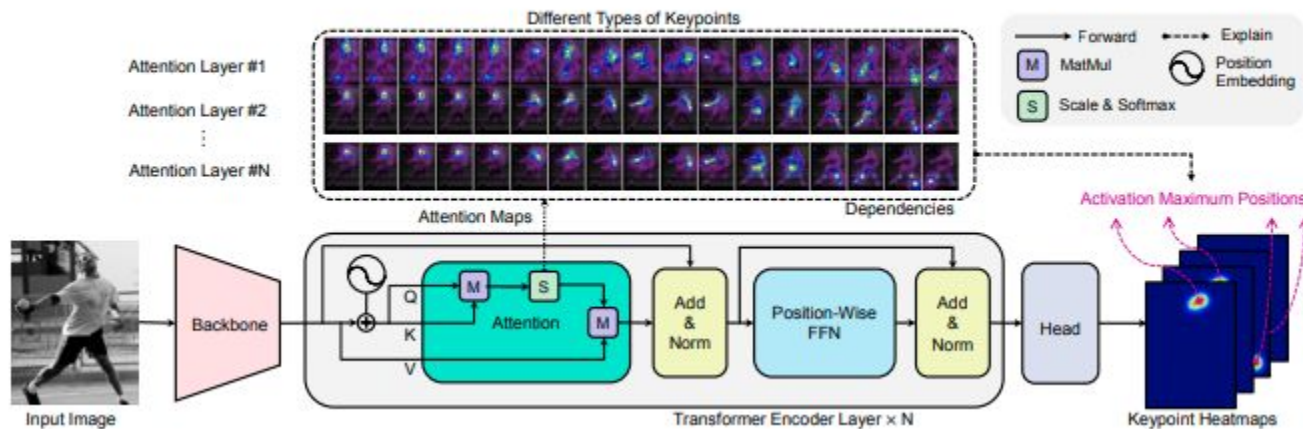 Different Types of Keypoints
Attention Layer #1
Attention Layer #2
⋮
Attention Layer #N
Forward
Explain
M
MatMul
Position
Embedding
S
Scale & Softmax
Attention Maps
Dependencies
Activation Maximum Positions
Input Image
Backbone
Q
K
V
M
S
M
Attention
Add
&
Norm
Position-Wise
FFN
Add
&
Norm
Transformer Encoder Layer × N
Head
Keypoint Heatmaps